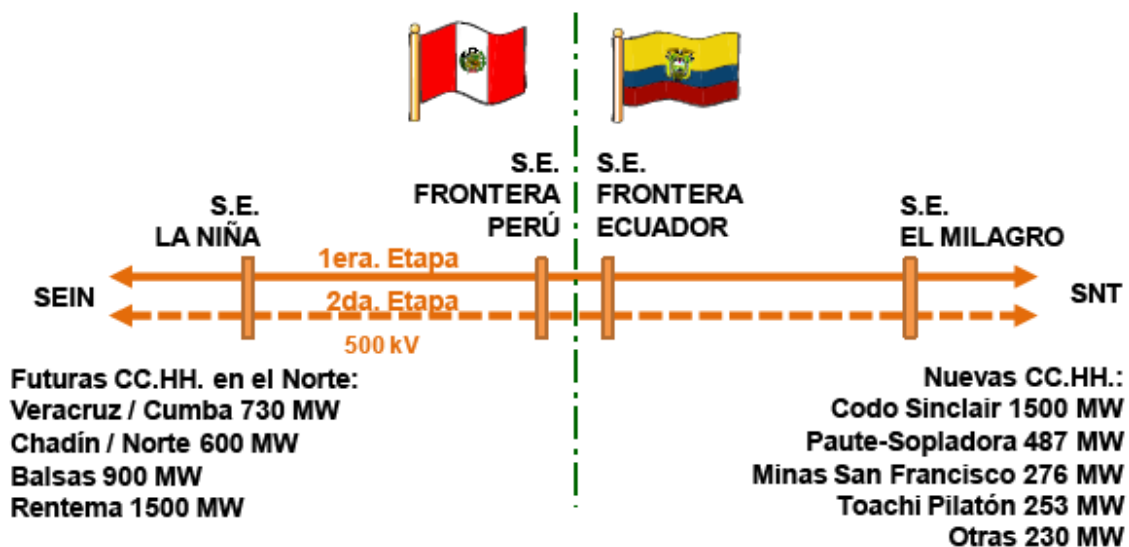 S.E.
FRONTERA
PERÚ
S.E.
FRONTERA
ECUADOR
S.E.
LA NIÑA
S.E.
EL MILAGRO
1era. Etapa
SEIN
2da. Etapa
SNT
500 kV
Futuras CC.HH. en el Norte:
Veracruz / Cumba 730 MW
Chadín / Norte 600 MW
Balsas 900 MW
Rentema 1500 MW
Nuevas CC.HH.:
Codo Sinclair 1500 MW
Paute-Sopladora 487 MW
Minas San Francisco 276 MW
Toachi Pilatón 253 MW
Otras 230 MW